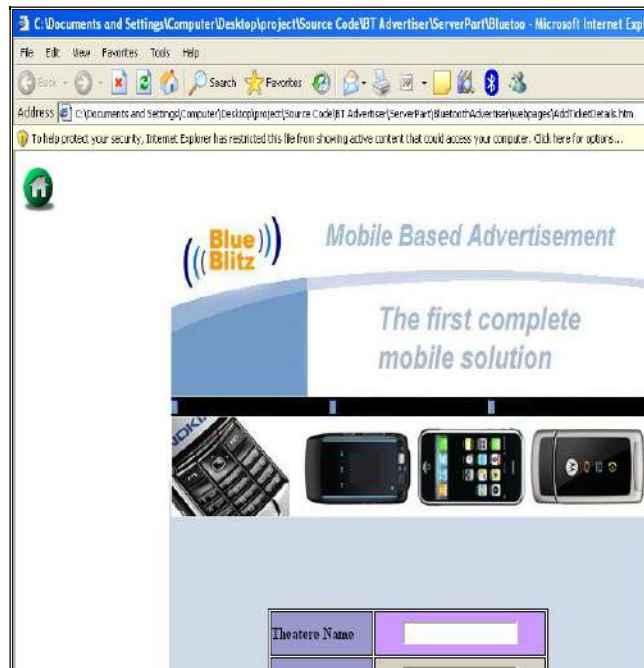 C:\Documents and Settings\Computer\Desktop\project\Source Code\BT Advertiser\ServerPart\Bluetoo - Microsoft Internet Exp
File Edit View Favorites Tools Help
Back Search Favorites
Address C:\Documents and Settings\Computer\Desktop\project\Source Code\BT Advertiser\ServerPart\BluetoothAdvertiser\webpages\AddTicketDetails.htm
To help protect your security, Internet Explorer has restricted this file from showing active content that could access your computer. Click here for options...
Blue
Blitz
Mobile Based Advertisement
The first complete
mobile solution
NOKIA
Theatere Name